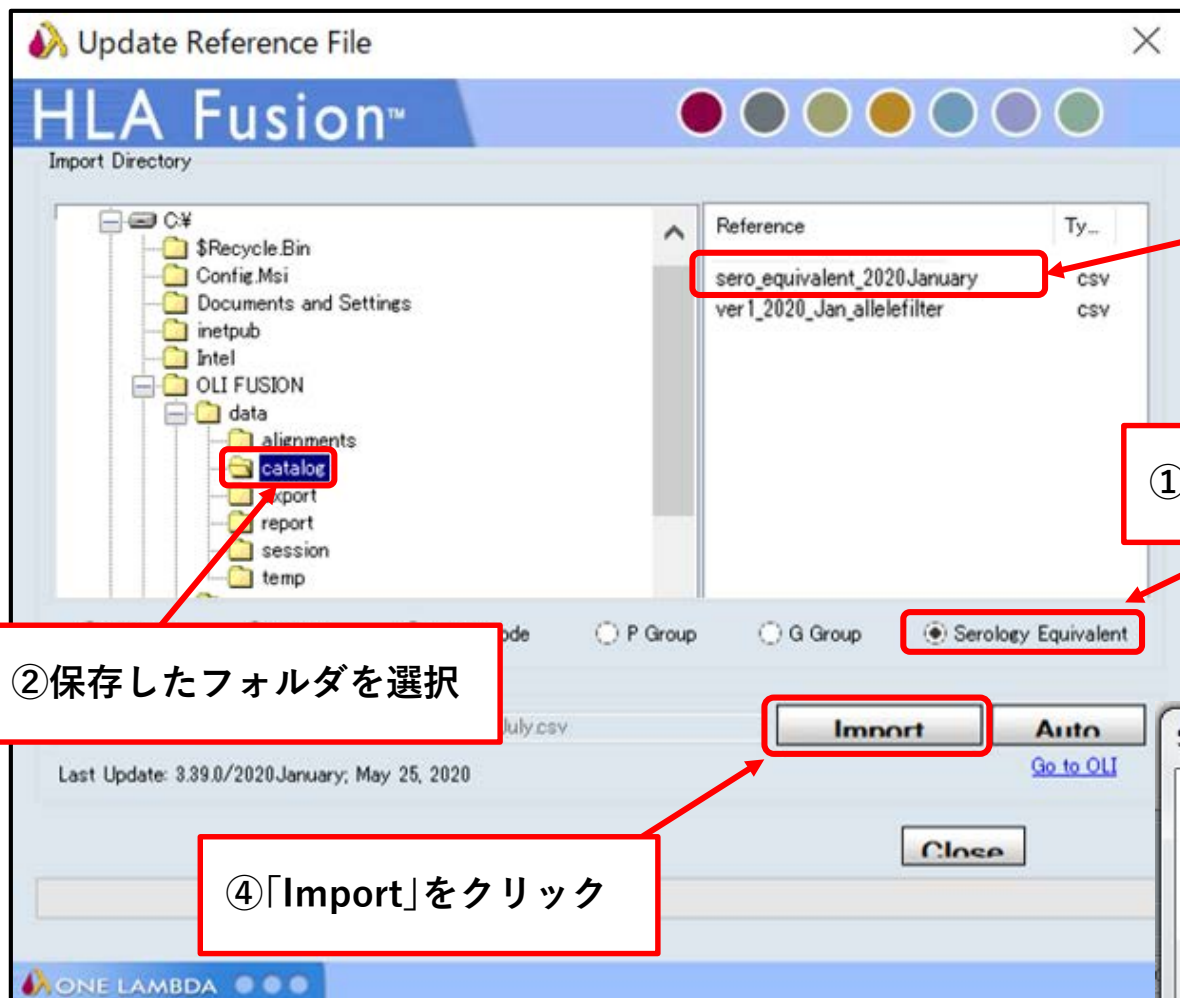 Update Reference File
HLA Fusion™
Import Directory
C:¥
$Recycle.Bin
Config.Msi
Documents and Settings
inetpub
Intel
OLI FUSION
data
alignments
catalog
export
report
session
temp
Reference Ty...
sero_equivalent_2020January csv
ver1_2020_Jan_allelefilter csv
①
P Group G Group Serology Equivalent
②保存したフォルダを選択
July.csv
Import Auto
Last Update: 3.39.0/2020January; May 25, 2020
Go to OLI
Close
④「Import」をクリック
ONE LAMBDA